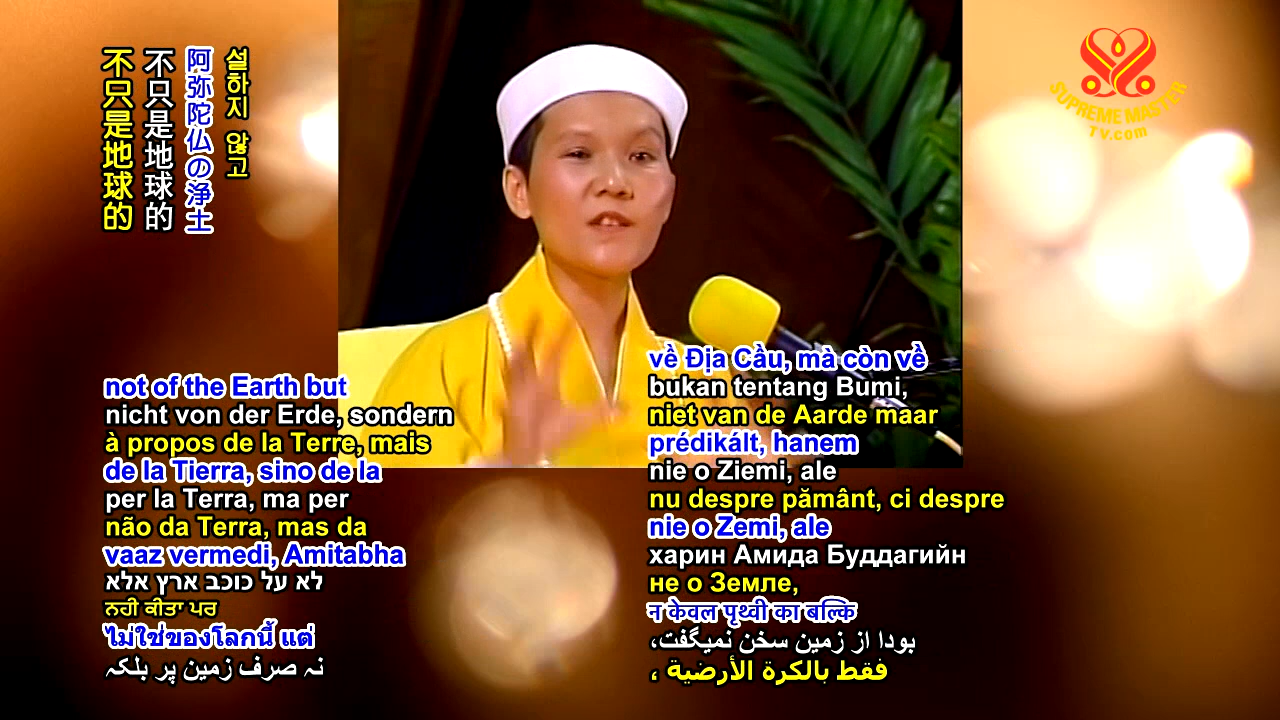 설하지 않고
阿弥陀仏の浄土
不只是地球的
不只是地球的
SUPREME MASTER
TV.com
not of the Earth but
nicht von der Erde, sondern
à propos de la Terre, mais
de la Tierra, sino de la
per la Terra, ma per
não da Terra, mas da
vaaz vermedi, Amitabha
לא על כוכב ארץ אלא
ਨਹੀ ਕੀਤਾ ਪਰ
ไม่ใช่ของโลกนี้ แต่
نہ صرف زمین پر بلکہ
về Địa Cầu, mà còn về
bukan tentang Bumi,
niet van de Aarde maar
prédikált, hanem
nie o Ziemi, ale
nu despre pământ, ci despre
nie o Zemi, ale
харин Амида Буддагийн
не о Земле,
न केवल पृथ्वी का बल्कि
بودا از زمین سخن نمیگفت،
فقط بالكرة الأرضية ،